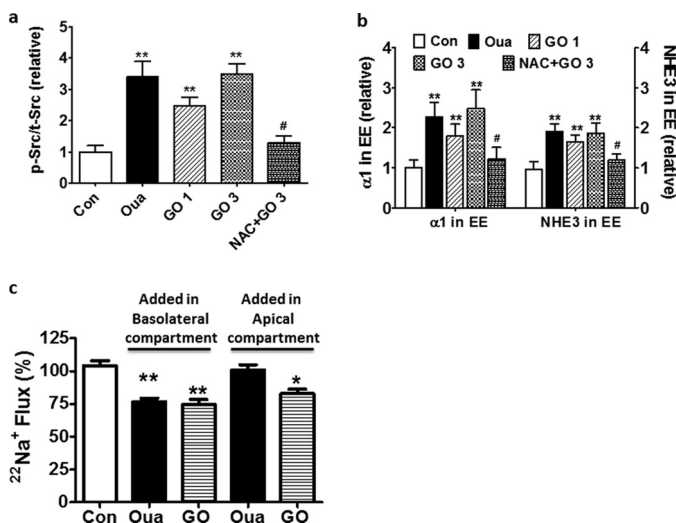 a
p-Src/t-Src (relative)
5
4
3
2
1
0
**
**
**
#
Con
Oua
GO 1
GO 3
NAC+GO 3
b
Con Oua GO 1
GO 3 NAC+GO 3
α1 in EE (relative)
4
3
2
1
0
**
**
**
#
**
**
**
#
NHE3 in EE (relative)
4
3
2
1
0
α1 in EE NHE3 in EE
c
Added in Basolateral compartment
Added in Apical compartment
²²Na⁺ Flux (%)
125
100
75
50
25
0
**
**
*
Con Oua GO Oua GO